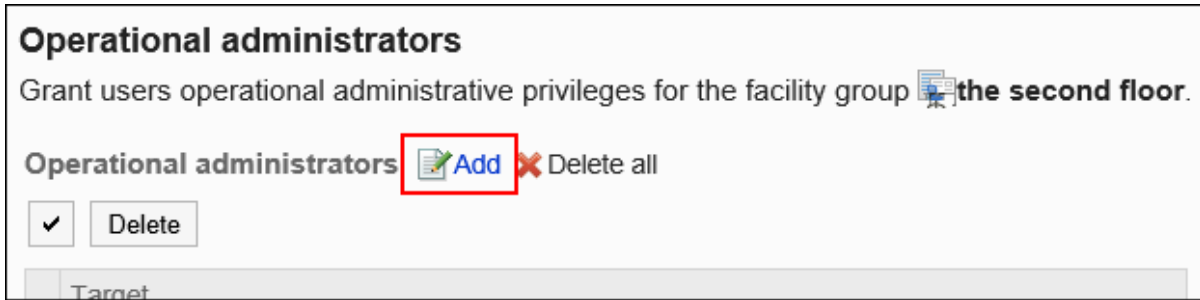 Operational administrators
Grant users operational administrative privileges for the facility group the second floor.
Operational administrators Add Delete all
Delete
Target